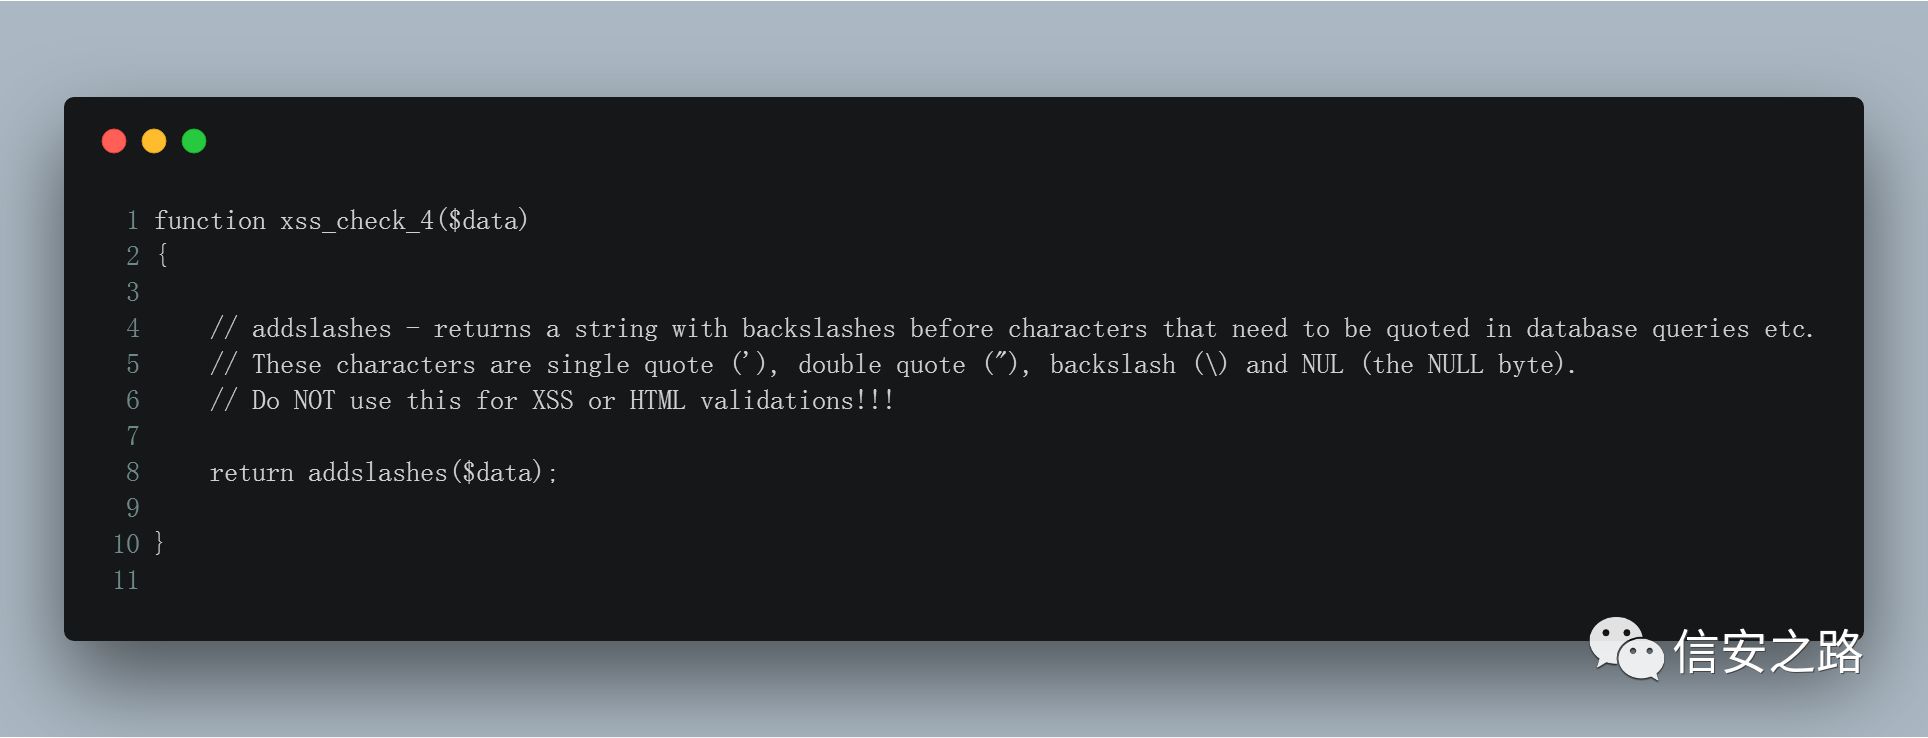 1 function xss_check_4($data)
2 {
3
4 // addslashes - returns a string with backslashes before characters that need to be quoted in database queries etc.
5 // These characters are single quote ('), double quote ("), backslash (\) and NUL (the NULL byte).
6 // Do NOT use this for XSS or HTML validations!!!
7
8 return addslashes($data);
9
10 }
11
信安之路